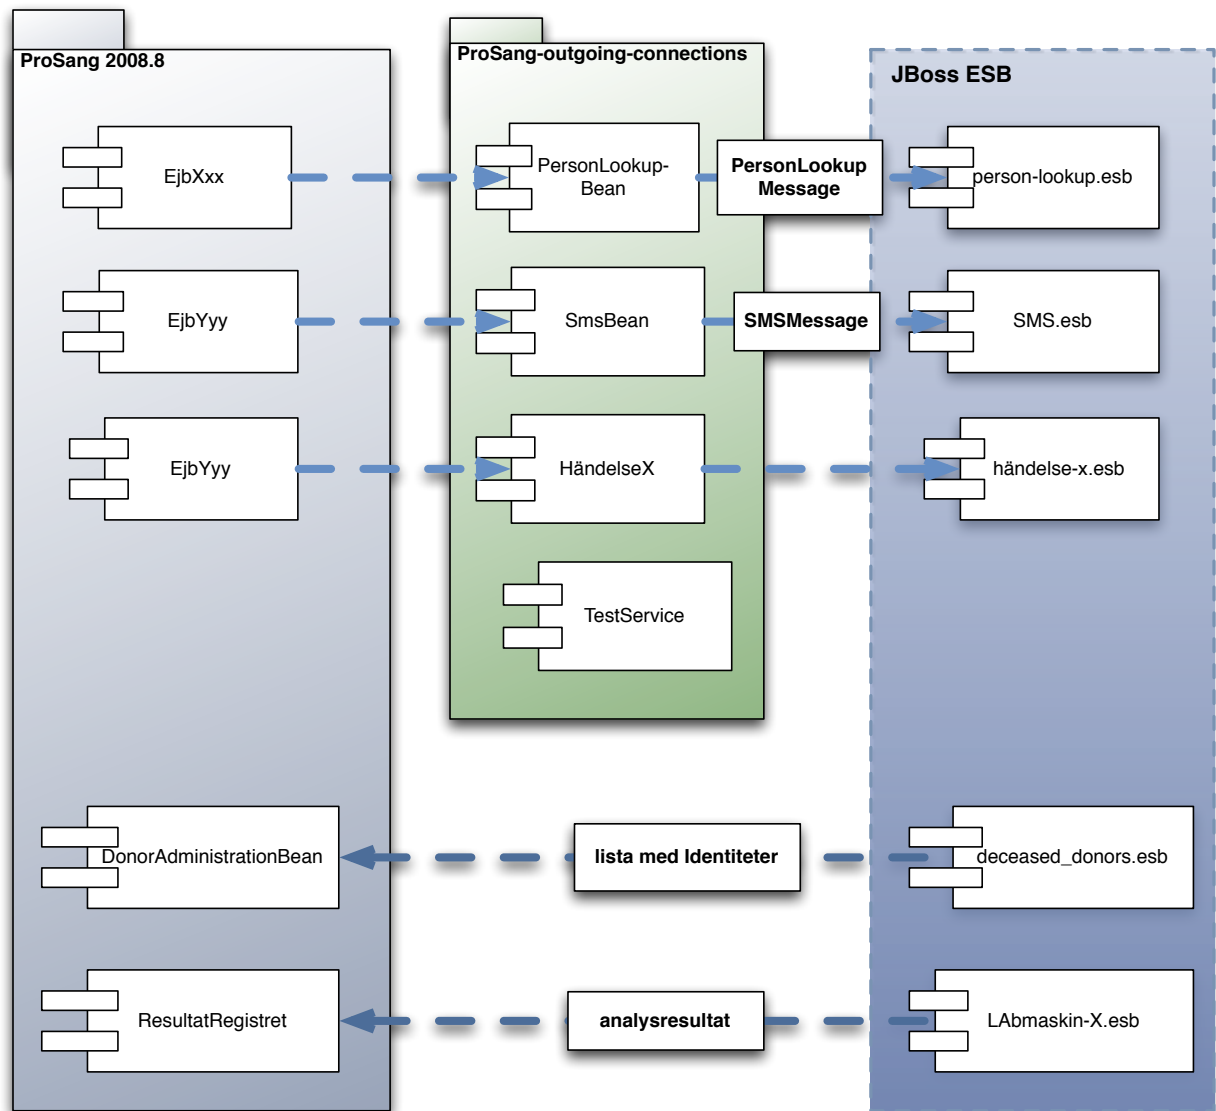 ProSang 2008.8
ProSang-outgoing-connections
JBoss ESB
EjbXxx
PersonLookup-
Bean
PersonLookup
Message
person-lookup.esb
EjbYyy
SmsBean
SMSMessage
SMS.esb
EjbYyy
HändelseX
händelse-x.esb
TestService
DonorAdministrationBean
lista med Identiteter
deceased_donors.esb
ResultatRegistret
analysresultat
LAbmaskin-X.esb